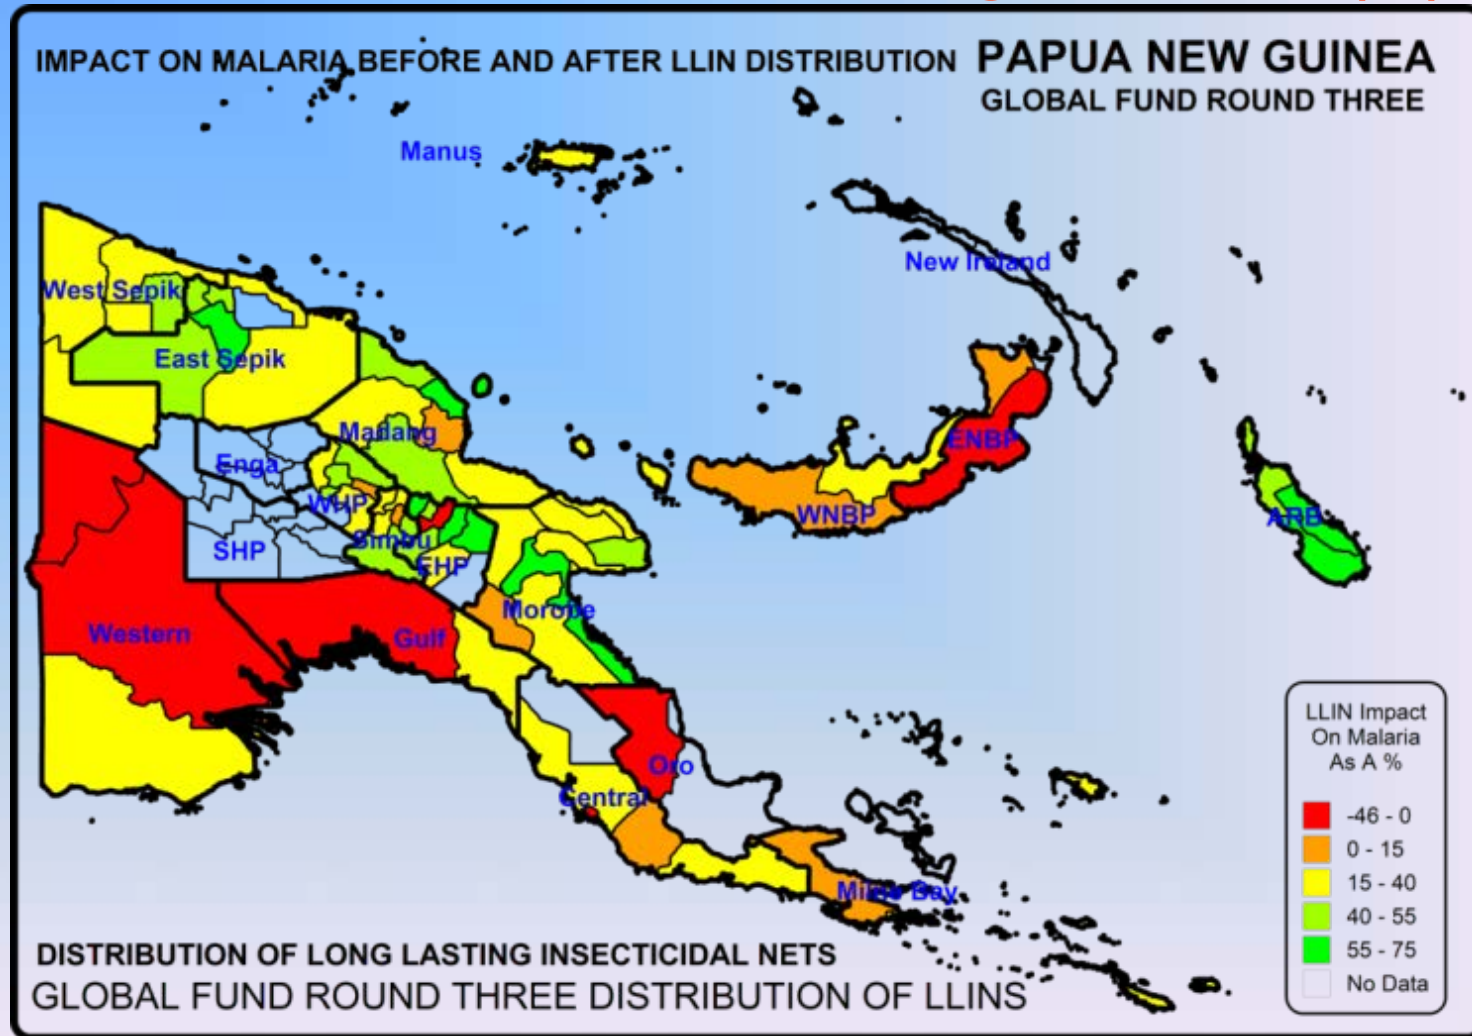 IMPACT ON MALARIA BEFORE AND AFTER LLIN DISTRIBUTION
PAPUA NEW GUINEA
GLOBAL FUND ROUND THREE
Manus
New Ireland
West Sepik
East Sepik
Madang
Enga
WHP
Simbu
SHP
EHP
Morobe
Western
Gulf
ENBP
WNBP
ARB
Oro
Central
Milne Bay
LLIN Impact
On Malaria
As A %
-46 - 0
0 - 15
15 - 40
40 - 55
55 - 75
No Data
DISTRIBUTION OF LONG LASTING INSECTICIDAL NETS
GLOBAL FUND ROUND THREE DISTRIBUTION OF LLINS